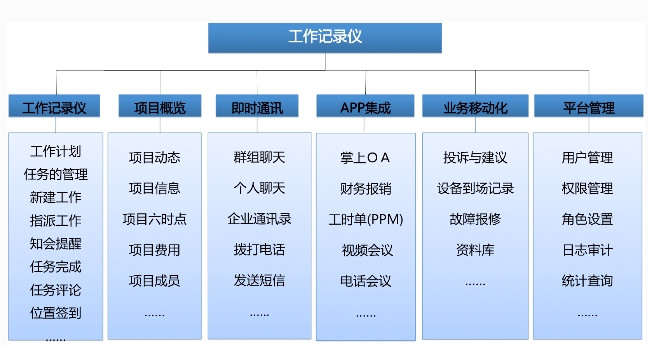 工作记录仪
工作记录仪
项目概览
即时通讯
APP集成
业务移动化
平台管理
工作计划
任务的管理
新建工作
指派工作
知会提醒
任务完成
任务评论
位置签到
......
项目动态
项目信息
项目六时点
项目费用
项目成员
......
群组聊天
个人聊天
企业通讯录
拨打电话
发送短信
......
掌上ＯＡ
财务报销
工时单(PPM)
视频会议
电话会议
......
投诉与建议
设备到场记录
故障报修
资料库
......
用户管理
权限管理
角色设置
日志审计
统计查询
......